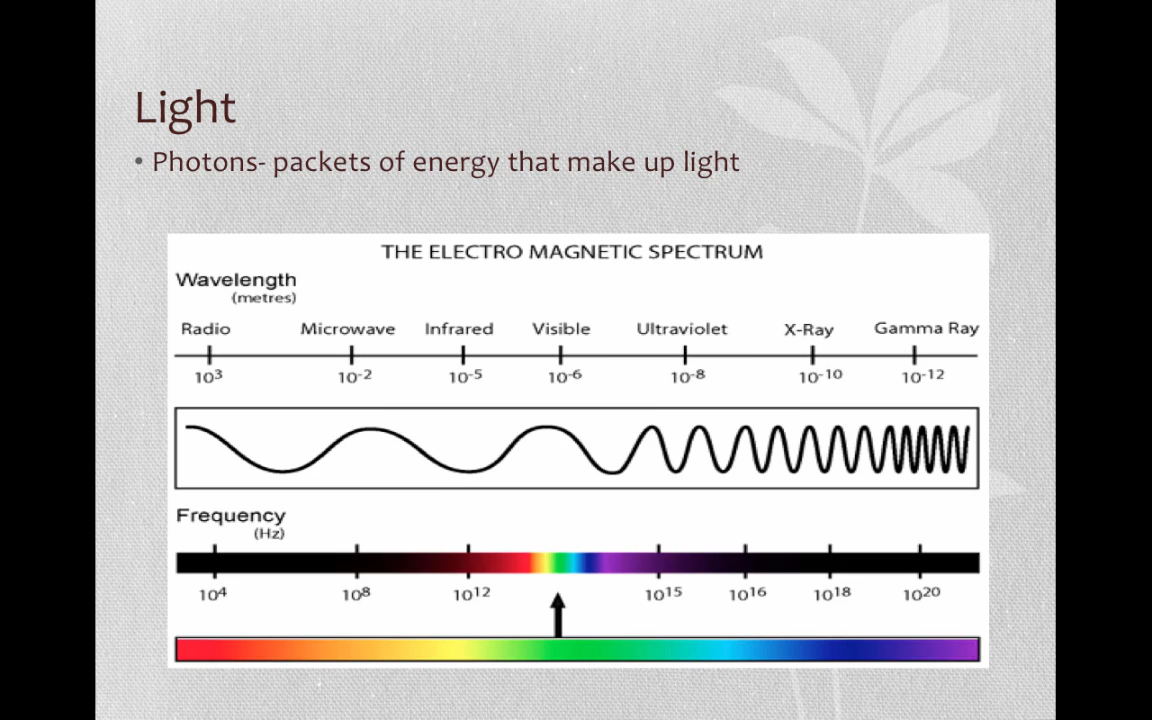 Light
• Photons- packets of energy that make up light
THE ELECTRO MAGNETIC SPECTRUM
Wavelength
(metres)
Radio Microwave Infrared Visible Ultraviolet X-Ray Gamma Ray
10³ 10⁻² 10⁻⁵ 10⁻⁶ 10⁻⁸ 10⁻¹⁰ 10⁻¹²
Frequency
(Hz)
10⁴ 10⁸ 10¹² 10¹⁵ 10¹⁶ 10¹⁸ 10²⁰